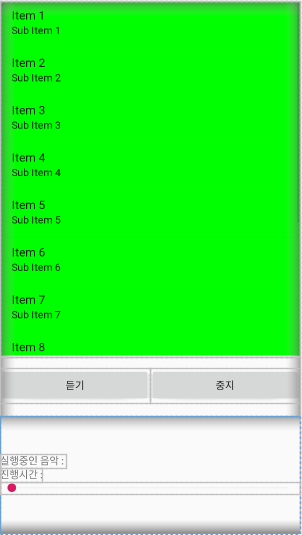 Item 1
Sub Item 1
Item 2
Sub Item 2
Item 3
Sub Item 3
Item 4
Sub Item 4
Item 5
Sub Item 5
Item 6
Sub Item 6
Item 7
Sub Item 7
Item 8
듣기 중지
실행중인 음악 :
진행시간 :